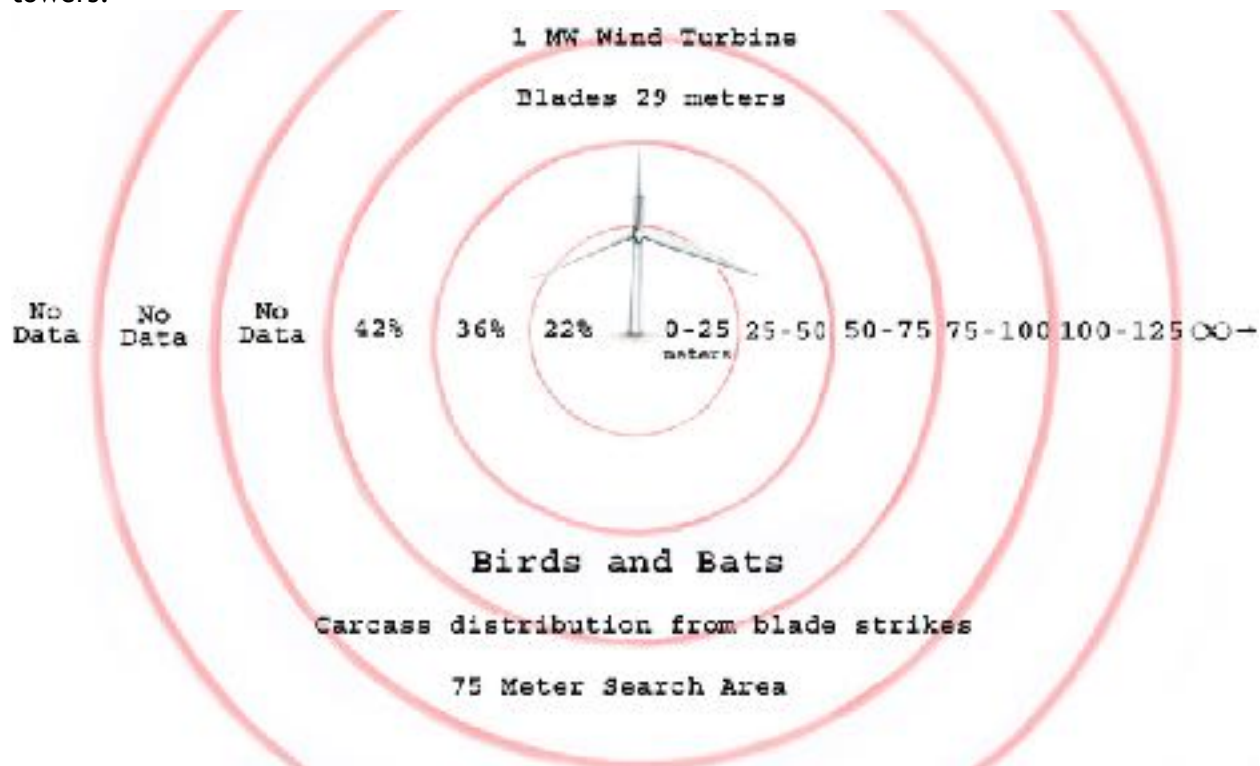 towers.
1 MW Wind Turbine
Blades 29 meters
No Data
No Data
No Data
42%
36%
22%
0-25 meters
25-50
50-75
75-100
100-125
∞→
Birds and Bats
Carcass distribution from blade strikes
75 Meter Search Area